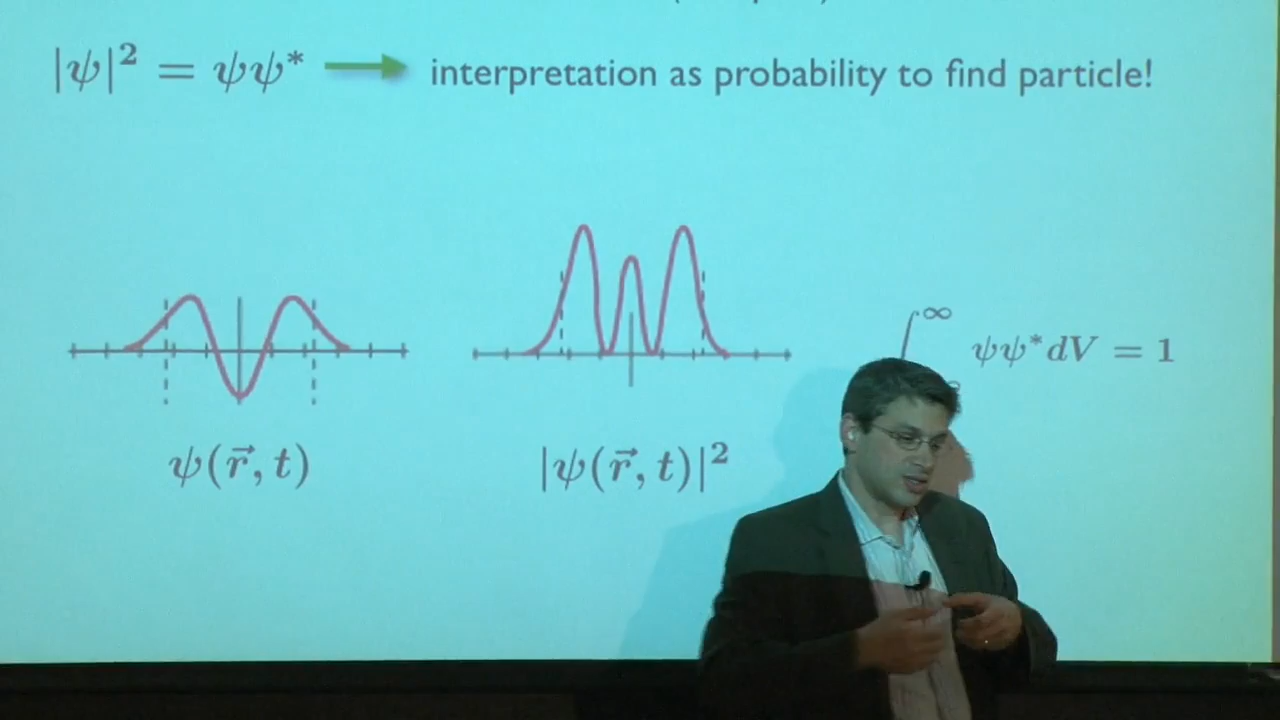 |ψ|² = ψψ* → interpretation as probability to find particle!
∫^∞ ψψ*dV = 1
ψ(r⃗, t)
|ψ(r⃗, t)|²